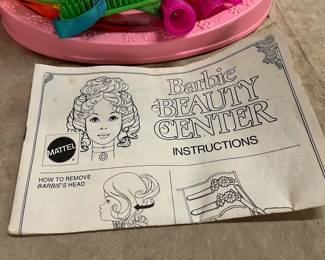 Barbie
BEAUTY
CENTER
INSTRUCTIONS
MATTEL
HOW TO REMOVE
BARBIE'S HEAD